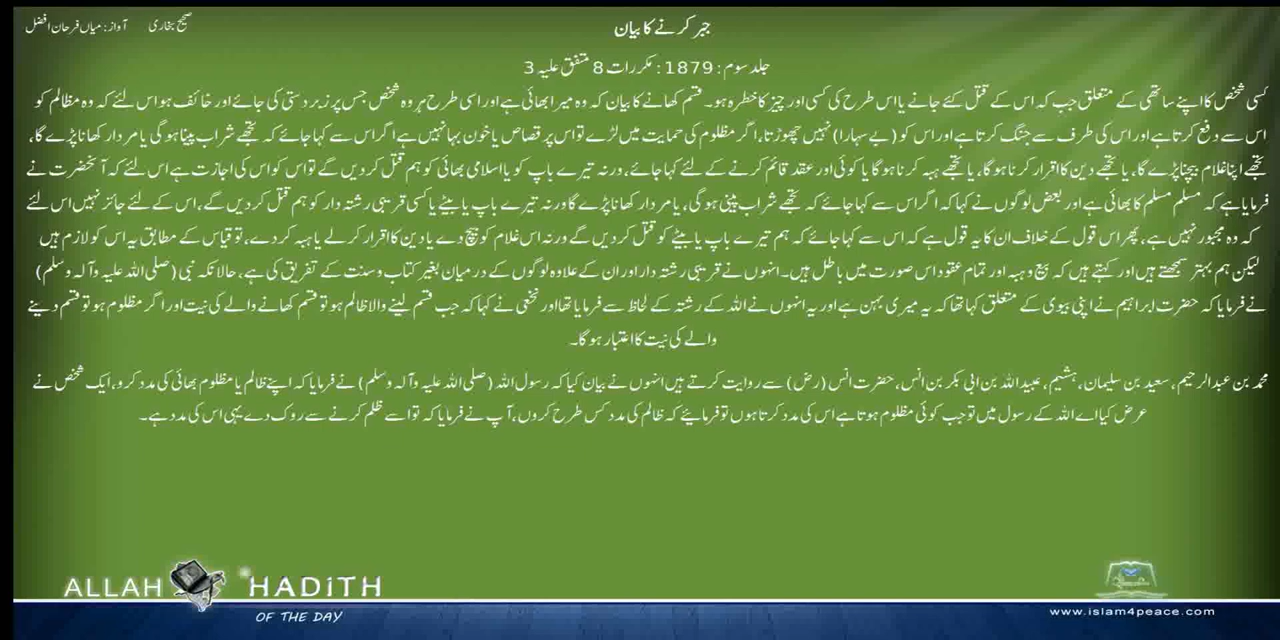 جبر کرنے کا بیان
صحیح بخاری آواز : میاں فرحان افضل
جلد سوم : 1879 : مکررات 8 متفق علیہ 3
کسی شخص کا اپنے ساتھی کے متعلق جب کہ اس کے قتل کئے جانے یا اس طرح کی کسی اور چیز کا خطرہ ہو۔ قسم کھانے کا بیان کہ وہ میرا بھائی ہے اور اسی طرح ہر وہ شخص جس پر زبردستی کی جائے اور خائف ہو اس لئے کہ وہ مظالم کو
اس سے دفع کرتا ہے اور اس کی طرف سے جنگ کرتا ہے اور اس کو (بے سہارا) نہیں چھوڑتا، اگر مظلوم کی حمایت میں لڑے تو اس پر قصاص یا خون بہا نہیں ہے اگر اس سے کہا جائے کہ تجھے شراب پینا ہوگی یا مردار کھانا پڑے گا،
تجھے اپنا غلام بیچنا پڑے گا، یا تجھے دین کا اقرار کرنا ہوگا، یا تجھے ہبہ کرنا ہوگا یا کوئی اور عقد قائم کرنے کے لئے کہا جائے، ورنہ تیرے باپ کو یا اسلامی بھائی کو ہم قتل کر دیں گے تو اس کو اس کی اجازت ہے اس لئے کہ آنحضرت نے
فرمایا ہے کہ مسلم مسلم کا بھائی ہے اور بعض لوگوں نے کہا کہ اگر اس سے کہا جائے کہ تجھے شراب پینی ہوگی، یا مردار کھانا پڑے گا ورنہ تیرے باپ یا بیٹے یا کسی قریبی رشتہ دار کو ہم قتل کر دیں گے، اس کے لئے جائز نہیں اس لئے
کہ وہ مجبور نہیں ہے، پھر اس قول کے خلاف ان کا یہ قول ہے کہ اس سے کہا جائے کہ ہم تیرے باپ یا بیٹے کو قتل کر دیں گے ورنہ اس غلام کو بیچ دے یا دین کا اقرار کر لے یا ہبہ کر دے، تو قیاس کے مطابق یہ اس کو لازم ہیں
لیکن ہم بہتر سمجھتے ہیں اور کہتے ہیں کہ بیع و ہبہ اور تمام عقود اس صورت میں باطل ہیں۔ انہوں نے قریبی رشتہ دار اور ان کے علاوہ لوگوں کے درمیان بغیر کتاب و سنت کے تفریق کی ہے، حالانکہ نبی (صلی اللہ علیہ وآلہ وسلم)
نے فرمایا کہ حضرت ابراہیم نے اپنی بیوی کے متعلق کہا تھا کہ یہ میری بہن ہے اور یہ انہوں نے اللہ کے رشتہ کے لحاظ سے فرمایا تھا اور نخعی نے کہا کہ جب قسم لینے والا ظالم ہو تو قسم کھانے والے کی نیت اور اگر مظلوم ہو تو قسم دینے
والے کی نیت کا اعتبار ہوگا۔
محمد بن عبدالرحیم، سعید بن سلیمان، ہشیم، عبیداللہ بن ابی بکر بن انس، حضرت انس (رض) سے روایت کرتے ہیں انہوں نے بیان کیا کہ رسول اللہ (صلی اللہ علیہ وآلہ وسلم) نے فرمایا کہ اپنے ظالم یا مظلوم بھائی کی مدد کرو، ایک شخص نے
عرض کیا اے اللہ کے رسول میں تو جب کوئی مظلوم ہوتا ہے اس کی مدد کرتا ہوں تو فرمائیے کہ ظالم کی مدد کس طرح کروں، آپ نے فرمایا کہ تو اسے ظلم کرنے سے روک دے یہی اس کی مدد ہے۔
ALLAH HADITH
OF THE DAY
www.islam4peace.com